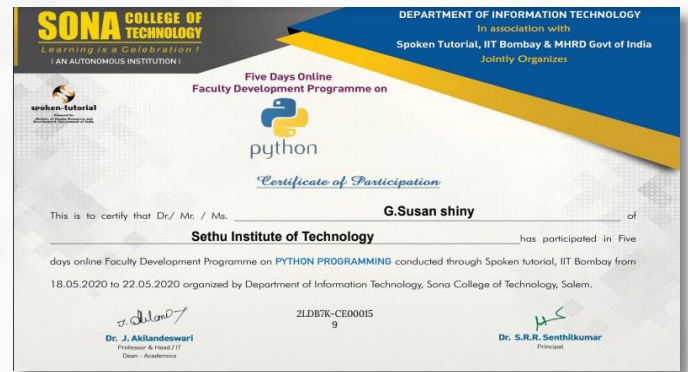 SONA COLLEGE OF TECHNOLOGY
Learning is a Celebration !
I AN AUTONOMOUS INSTITUTION I
DEPARTMENT OF INFORMATION TECHNOLOGY
In association with
Spoken Tutorial, IIT Bombay & MHRD Govt of India
Jointly Organizes
spoken-tutorial
Five Days Online
Faculty Development Programme on
python
Certificate of Participation
This is to certify that Dr./ Mr. / Ms. G.Susan shiny of
Sethu Institute of Technology has participated in Five
days online Faculty Development Programme on PYTHON PROGRAMMING conducted through Spoken tutorial, IIT Bombay from
18.05.2020 to 22.05.2020 organized by Department of Information Technology, Sona College of Technology, Salem.
2LDB7K-CE00015
9
Dr. J. Akilandeswari
Professor & Head / IT
Dean - Academics
Dr. S.R.R. Senthilkumar
Principal